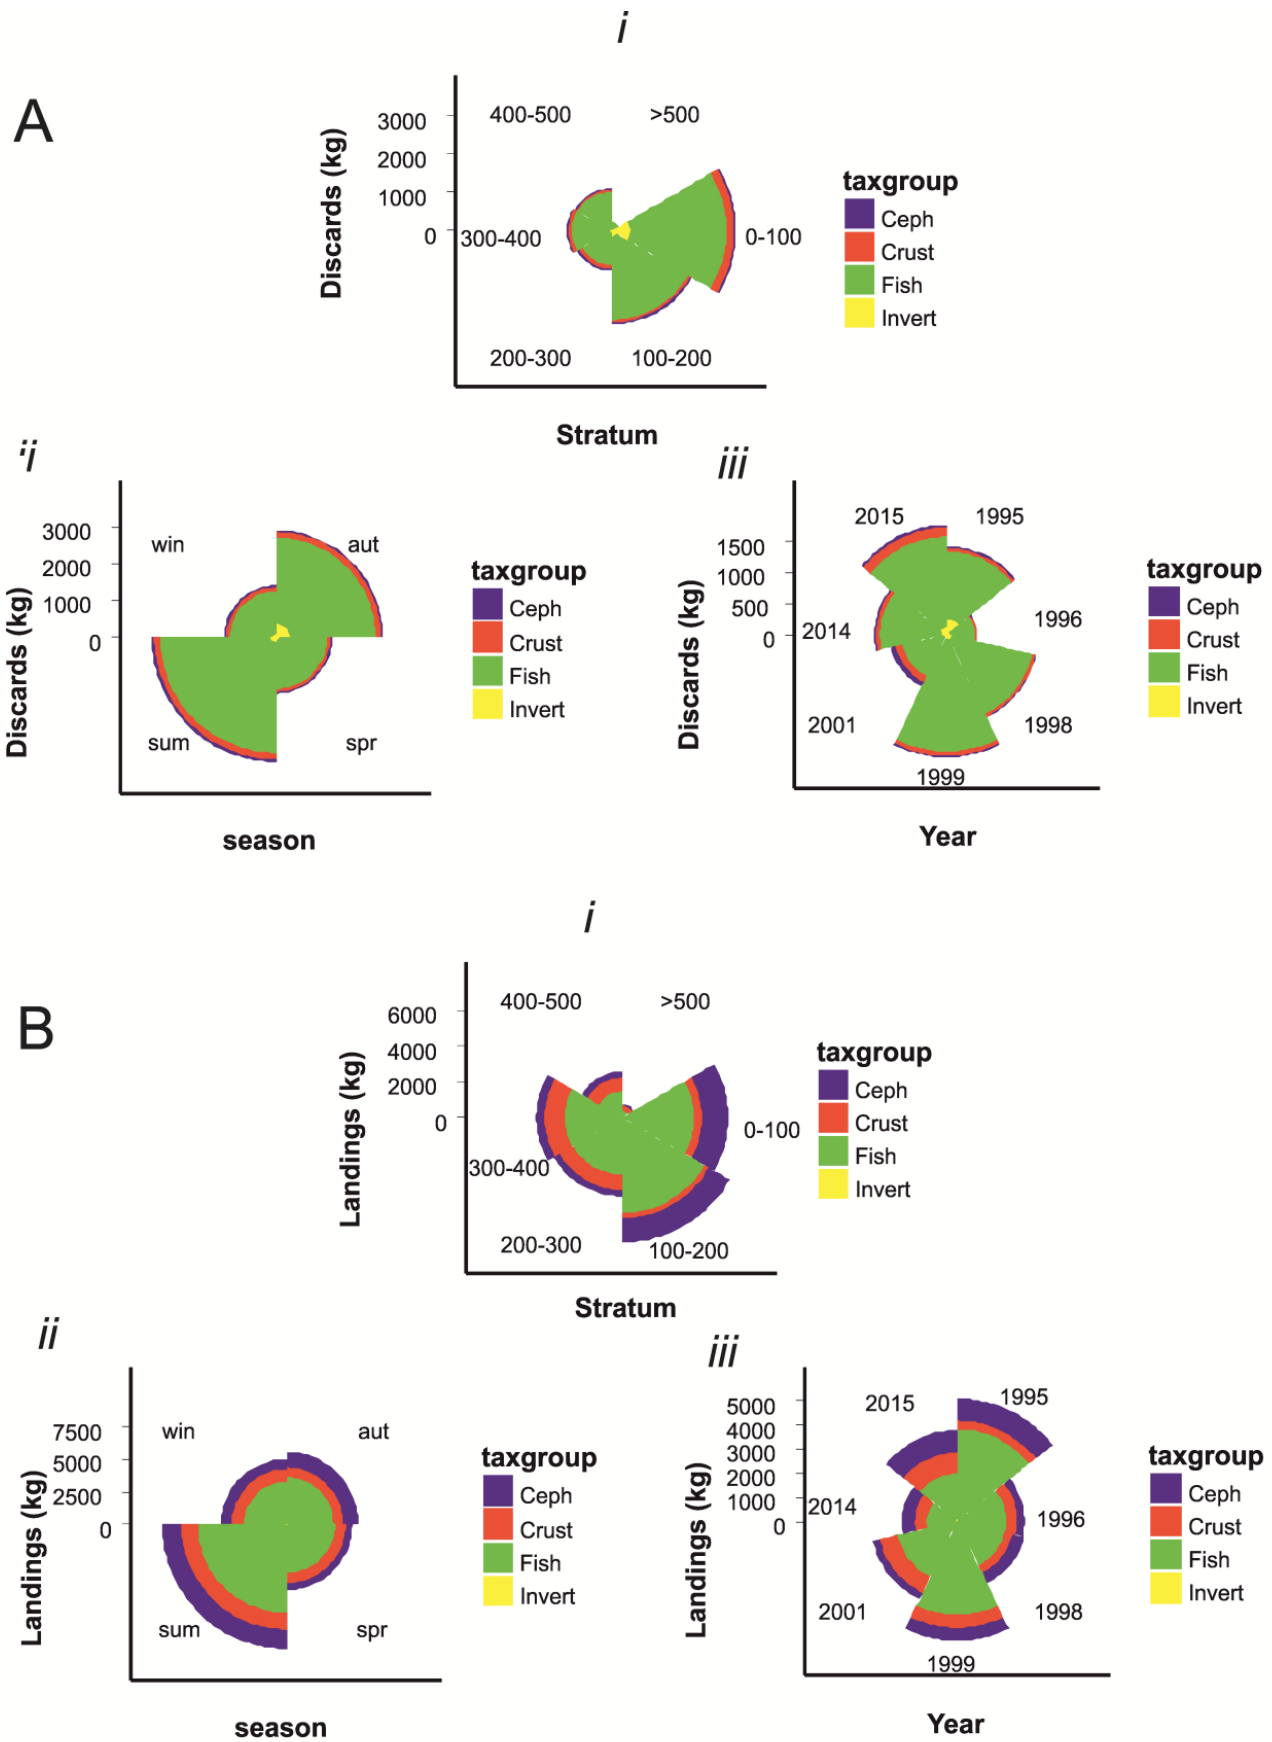 i
A
400-500 >500
3000
2000
1000
0
Discards (kg)
300-400
0-100
200-300 100-200
Stratum
taxgroup
Ceph
Crust
Fish
Invert
ii
win aut
3000
2000
1000
0
Discards (kg)
sum spr
season
taxgroup
Ceph
Crust
Fish
Invert
iii
2015 1995
1500
1000
500
0
Discards (kg)
2014 1996
2001 1998
1999
Year
taxgroup
Ceph
Crust
Fish
Invert
i
B
400-500 >500
6000
4000
2000
0
Landings (kg)
0-100
300-400
200-300 100-200
Stratum
taxgroup
Ceph
Crust
Fish
Invert
ii
win aut
7500
5000
2500
0
Landings (kg)
sum spr
season
taxgroup
Ceph
Crust
Fish
Invert
iii
2015 1995
5000
4000
3000
2000
1000
0
Landings (kg)
2014 1996
2001 1998
1999
Year
taxgroup
Ceph
Crust
Fish
Invert